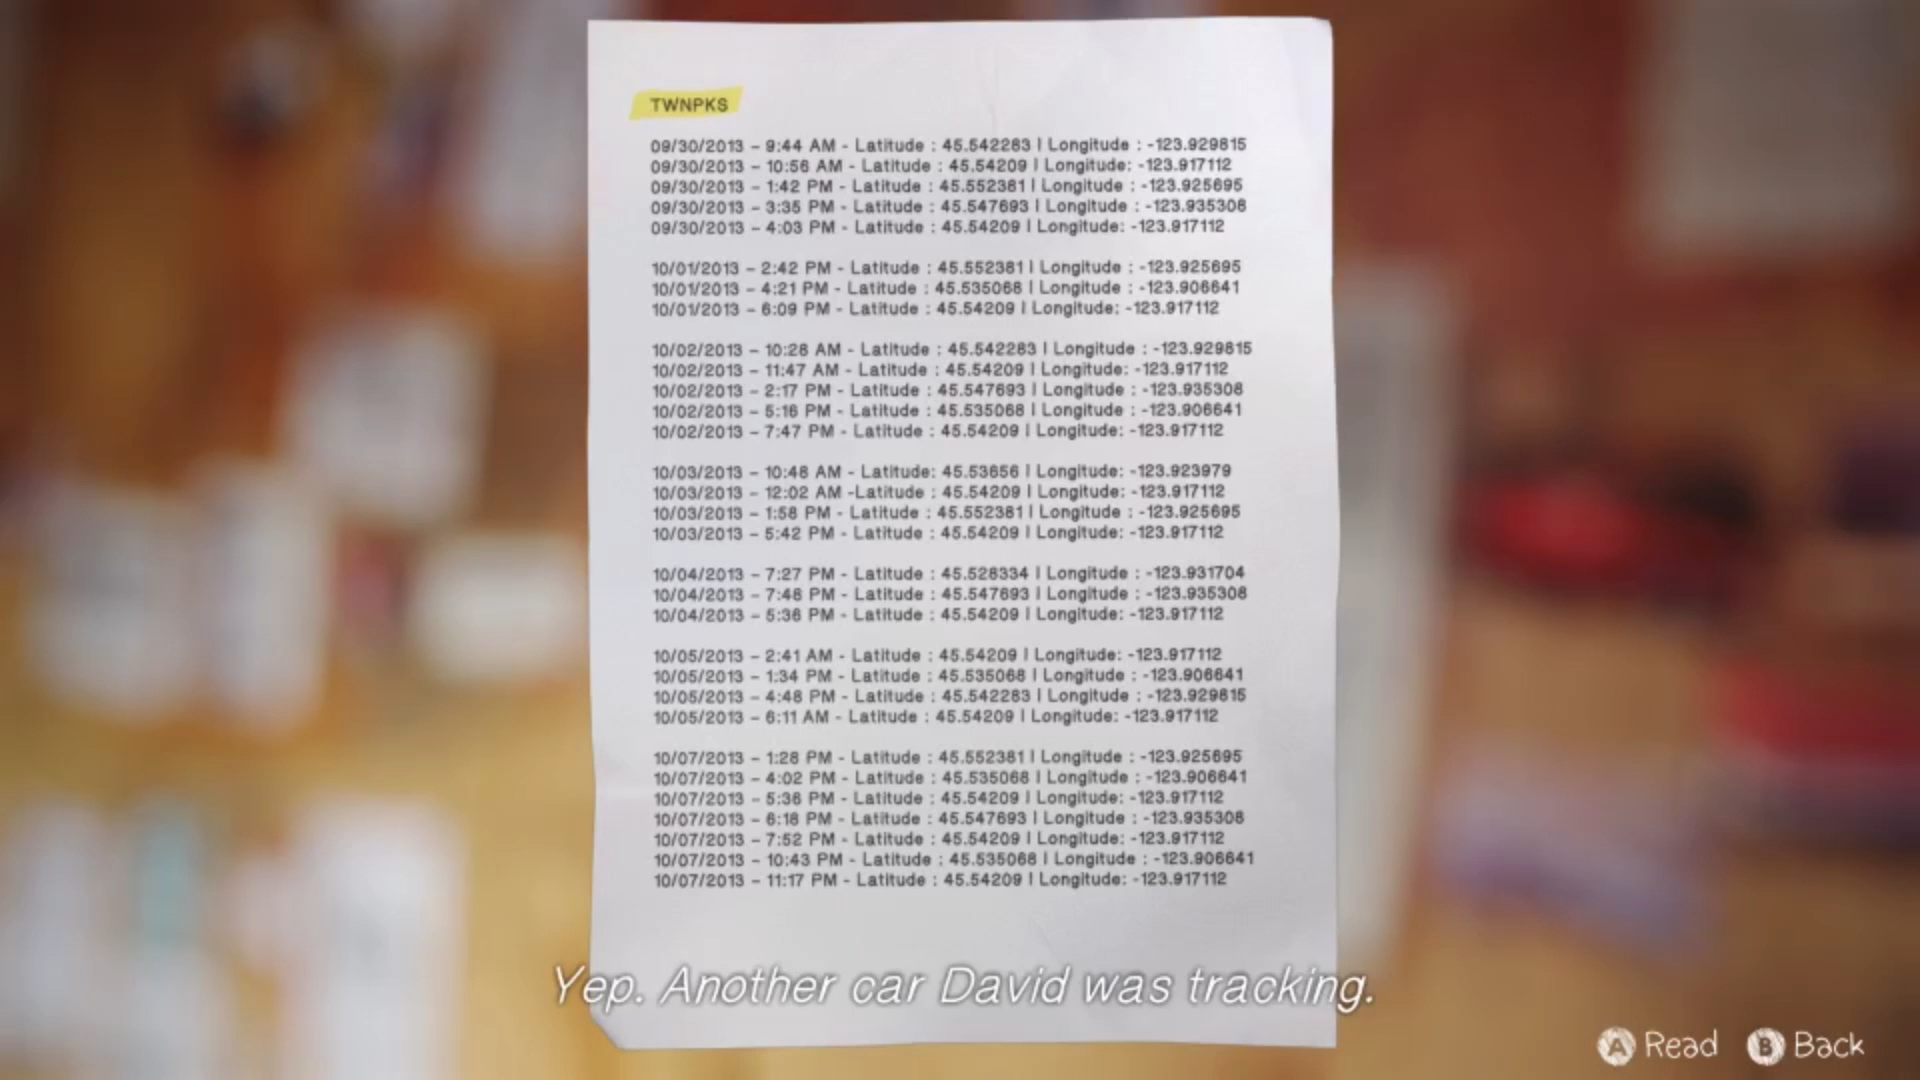 TWNPKS
09/30/2013 – 9:44 AM - Latitude : 45.542283 | Longitude : -123.929815
09/30/2013 – 10:56 AM - Latitude : 45.54209 | Longitude: -123.917112
09/30/2013 – 1:42 PM - Latitude : 45.552381 | Longitude : -123.925695
09/30/2013 – 3:35 PM - Latitude : 45.547693 | Longitude : -123.935308
09/30/2013 – 4:03 PM - Latitude : 45.54209 | Longitude: -123.917112
10/01/2013 – 2:42 PM - Latitude : 45.552381 | Longitude : -123.925695
10/01/2013 – 4:21 PM - Latitude : 45.535068 | Longitude : -123.906641
10/01/2013 – 6:09 PM - Latitude : 45.54209 | Longitude: -123.917112
10/02/2013 – 10:28 AM - Latitude : 45.542283 | Longitude : -123.929815
10/02/2013 – 11:47 AM - Latitude : 45.54209 | Longitude: -123.917112
10/02/2013 – 2:17 PM - Latitude : 45.547693 | Longitude : -123.935308
10/02/2013 – 5:16 PM - Latitude : 45.535068 | Longitude : -123.906641
10/02/2013 – 7:47 PM - Latitude : 45.54209 | Longitude: -123.917112
10/03/2013 – 10:48 AM - Latitude: 45.53656 | Longitude: -123.923979
10/03/2013 – 12:02 AM -Latitude : 45.54209 | Longitude: -123.917112
10/03/2013 – 1:58 PM - Latitude : 45.552381 | Longitude : -123.925695
10/03/2013 – 5:42 PM - Latitude : 45.54209 | Longitude: -123.917112
10/04/2013 – 7:27 PM - Latitude : 45.528334 | Longitude : -123.931704
10/04/2013 – 7:48 PM - Latitude : 45.547693 | Longitude : -123.935308
10/04/2013 – 5:36 PM - Latitude : 45.54209 | Longitude: -123.917112
10/05/2013 – 2:41 AM - Latitude : 45.54209 | Longitude: -123.917112
10/05/2013 – 1:34 PM - Latitude : 45.535068 | Longitude : -123.906641
10/05/2013 – 4:48 PM - Latitude : 45.542283 | Longitude : -123.929815
10/05/2013 – 6:11 AM - Latitude : 45.54209 | Longitude: -123.917112
10/07/2013 – 1:28 PM - Latitude : 45.552381 | Longitude : -123.925695
10/07/2013 – 4:02 PM - Latitude : 45.535068 | Longitude : -123.906641
10/07/2013 – 5:36 PM - Latitude : 45.54209 | Longitude: -123.917112
10/07/2013 – 6:18 PM - Latitude : 45.547693 | Longitude : -123.935308
10/07/2013 – 7:52 PM - Latitude : 45.54209 | Longitude: -123.917112
10/07/2013 – 10:43 PM - Latitude : 45.535068 | Longitude : -123.906641
10/07/2013 – 11:17 PM - Latitude : 45.54209 | Longitude: -123.917112
Yep. Another car David was tracking.
A Read B Back